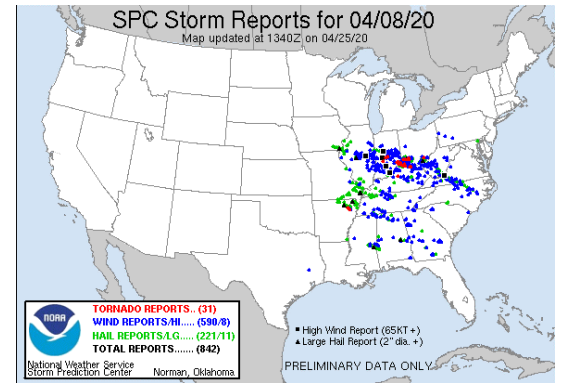 SPC Storm Reports for 04/08/20
Map updated at 1340Z on 04/25/20
TORNADO REPORTS.. (31)
WIND REPORTS/HI..... (590/8)
HAIL REPORTS/LG..... (221/11)
TOTAL REPORTS....... (842)
NOAA
National Weather Service
Storm Prediction Center Norman, Oklahoma
High Wind Report (65KT +)
Large Hail Report (2" dia. +)
PRELIMINARY DATA ONLY